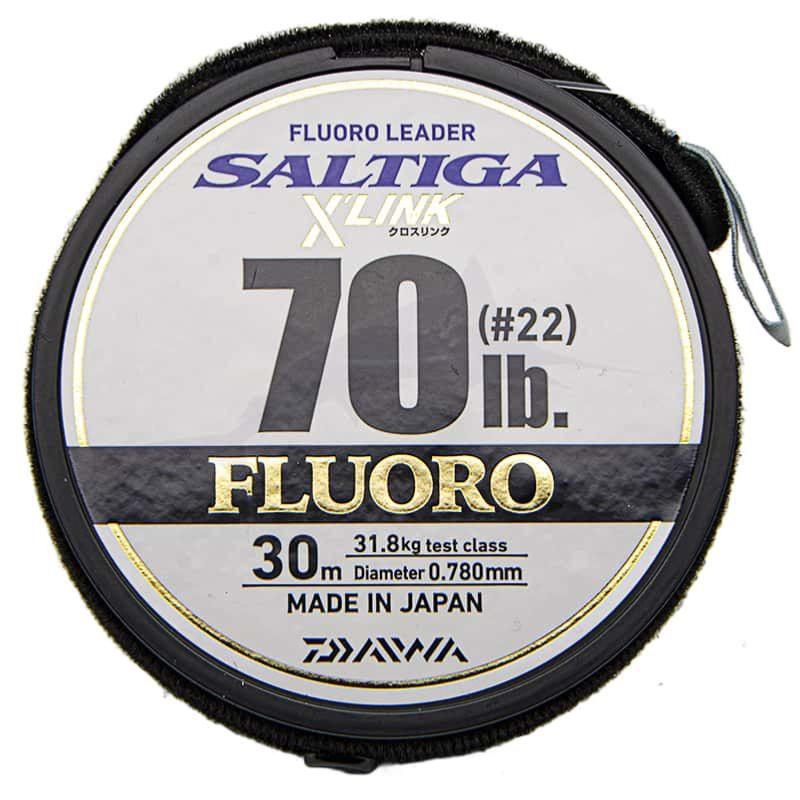 FLUORO LEADER
SALTIGA
X'LINK
クロスリンク
70 lb.
(#22)
FLUORO
30m
31.8kg test class
Diameter 0.780mm
MADE IN JAPAN
DAIWA